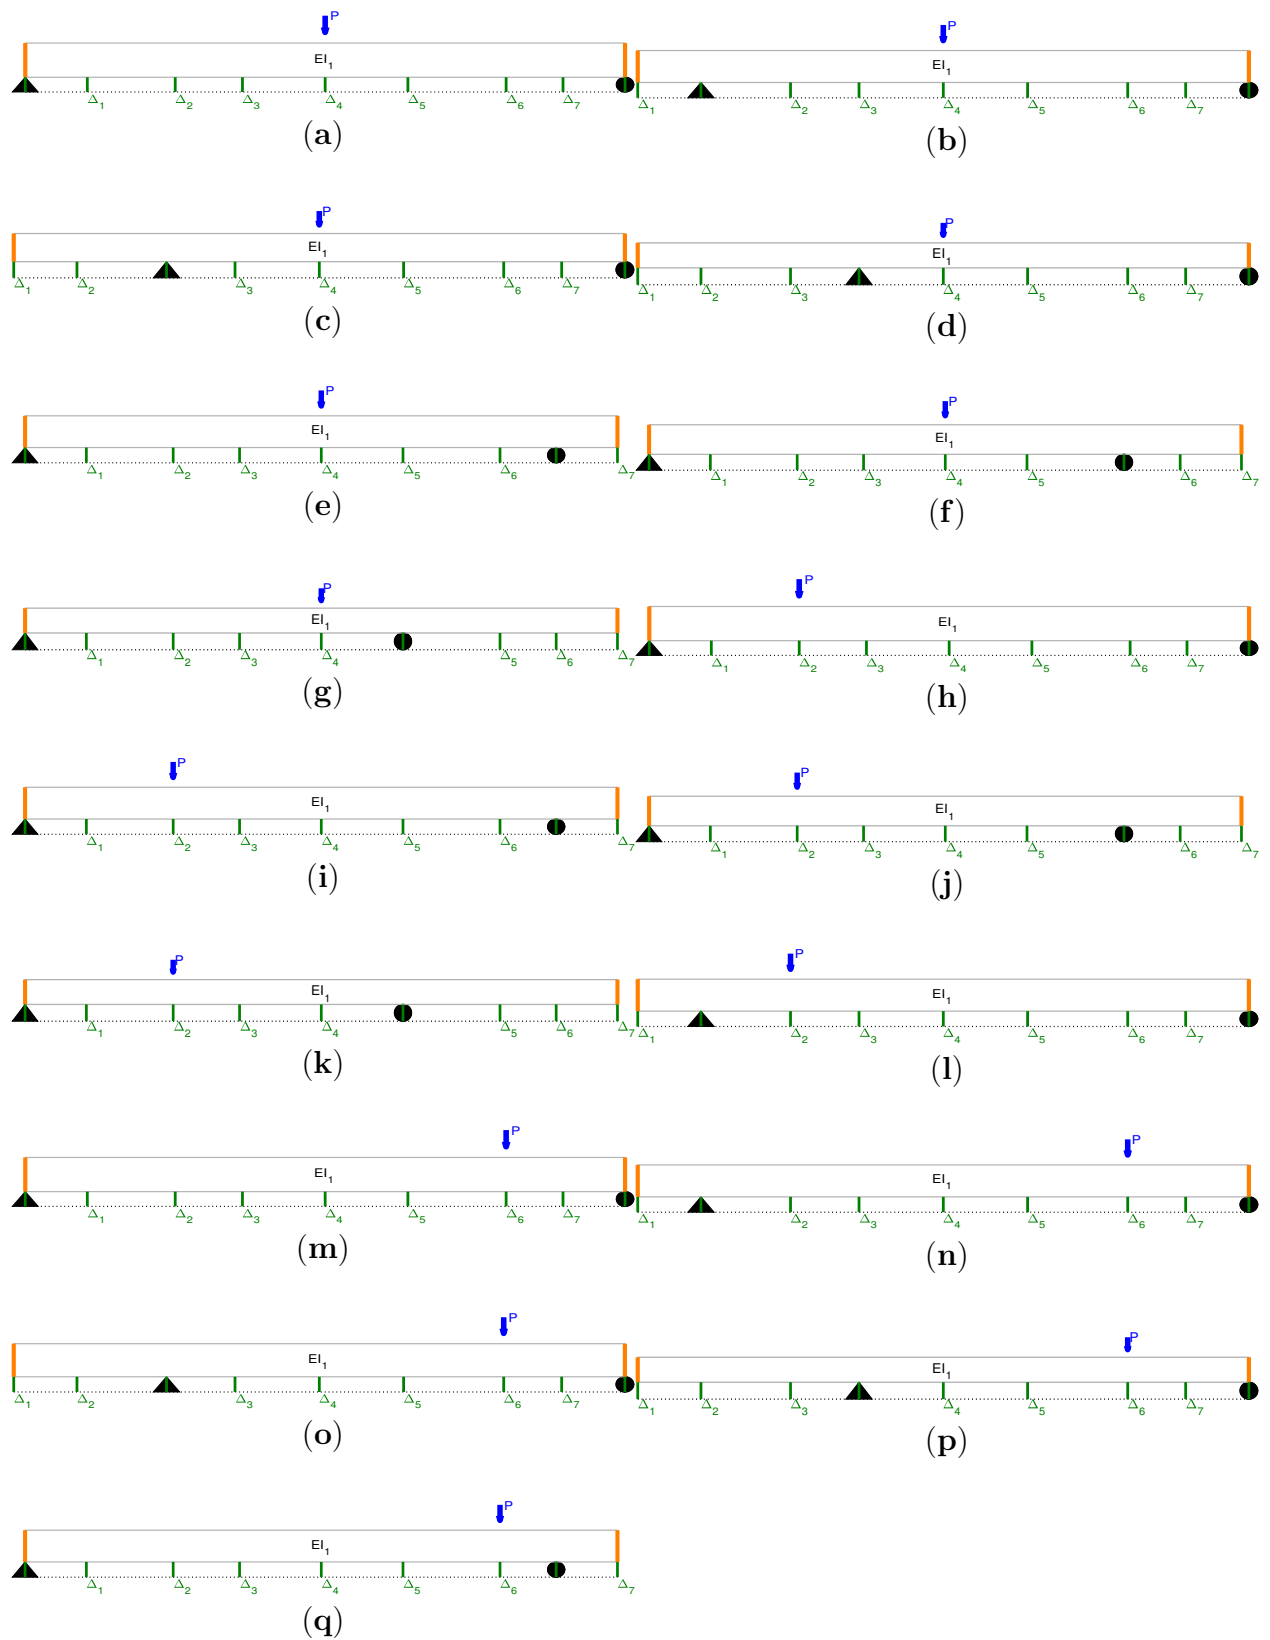 P P
EI1 EI1
Δ1 Δ2 Δ3 Δ4 Δ5 Δ6 Δ7 Δ1 Δ2 Δ3 Δ4 Δ5 Δ6 Δ7
(a) (b)
P P
EI1 EI1
Δ1 Δ2 Δ3 Δ4 Δ5 Δ6 Δ7 Δ1 Δ2 Δ3 Δ4 Δ5 Δ6 Δ7
(c) (d)
P P
EI1 EI1
Δ1 Δ2 Δ3 Δ4 Δ5 Δ6 Δ7 Δ1 Δ2 Δ3 Δ4 Δ5 Δ6 Δ7
(e) (f)
P P
EI1 EI1
Δ1 Δ2 Δ3 Δ4 Δ5 Δ6 Δ7 Δ1 Δ2 Δ3 Δ4 Δ5 Δ6 Δ7
(g) (h)
P P
EI1 EI1
Δ1 Δ2 Δ3 Δ4 Δ5 Δ6 Δ7 Δ1 Δ2 Δ3 Δ4 Δ5 Δ6 Δ7
(i) (j)
P P
EI1 EI1
Δ1 Δ2 Δ3 Δ4 Δ5 Δ6 Δ7 Δ1 Δ2 Δ3 Δ4 Δ5 Δ6 Δ7
(k) (l)
P P
EI1 EI1
Δ1 Δ2 Δ3 Δ4 Δ5 Δ6 Δ7 Δ1 Δ2 Δ3 Δ4 Δ5 Δ6 Δ7
(m) (n)
P P
EI1 EI1
Δ1 Δ2 Δ3 Δ4 Δ5 Δ6 Δ7 Δ1 Δ2 Δ3 Δ4 Δ5 Δ6 Δ7
(o) (p)
P
EI1
Δ1 Δ2 Δ3 Δ4 Δ5 Δ6 Δ7
(q)